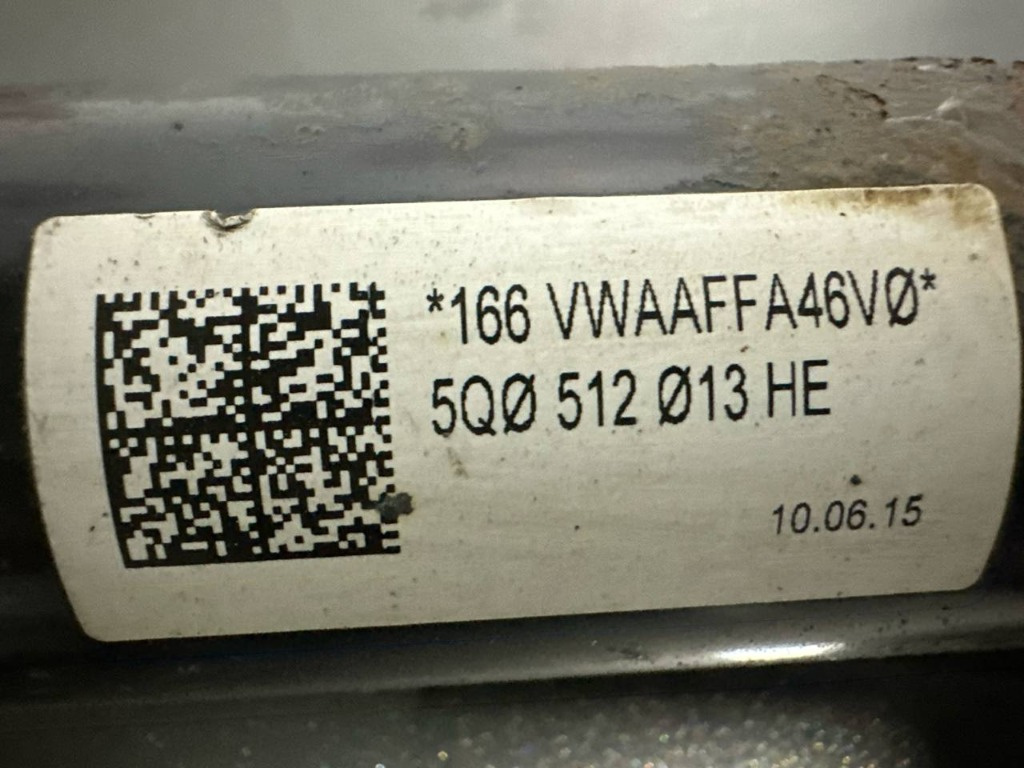 *166 VWAAFFA46VØ*
5QØ 512 Ø13 HE
10.06.15